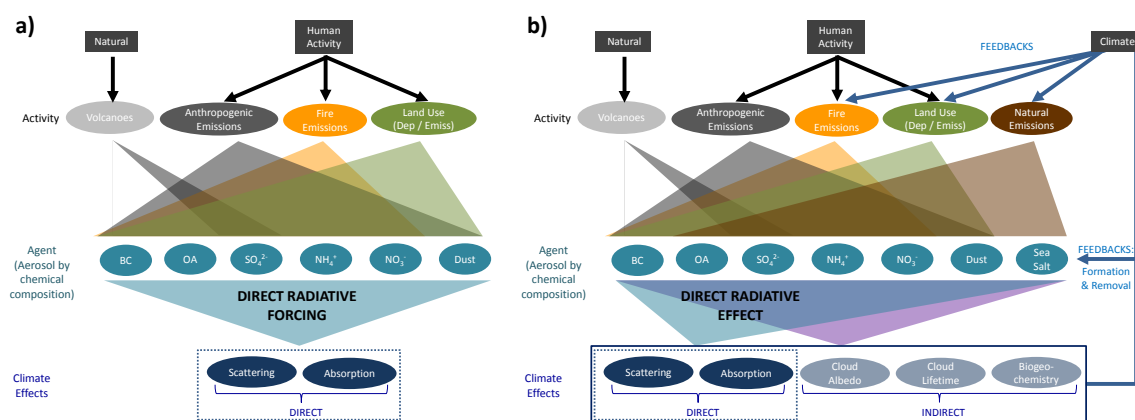 a)
Natural
Human
Activity
Activity
Volcanoes
Anthropogenic
Emissions
Fire
Emissions
Land Use
(Dep / Emiss)
Agent
(Aerosol by
chemical
composition)
BC
OA
SO₄²⁻
NH₄⁺
NO₃⁻
Dust
DIRECT RADIATIVE
FORCING
Climate
Effects
Scattering
Absorption
DIRECT
b)
Natural
Human
Activity
Climate
FEEDBACKS
Activity
Volcanoes
Anthropogenic
Emissions
Fire
Emissions
Land Use
(Dep / Emiss)
Natural
Emissions
Agent
(Aerosol by
chemical
composition)
BC
OA
SO₄²⁻
NH₄⁺
NO₃⁻
Dust
Sea
Salt
FEEDBACKS:
Formation
& Removal
DIRECT RADIATIVE
EFFECT
Climate
Effects
Scattering
Absorption
Cloud
Albedo
Cloud
Lifetime
Biogeo-
chemistry
DIRECT
INDIRECT